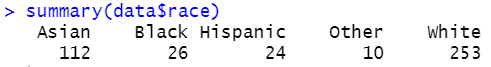 > summary(data$race)
Asian Black Hispanic Other White
112 26 24 10 253